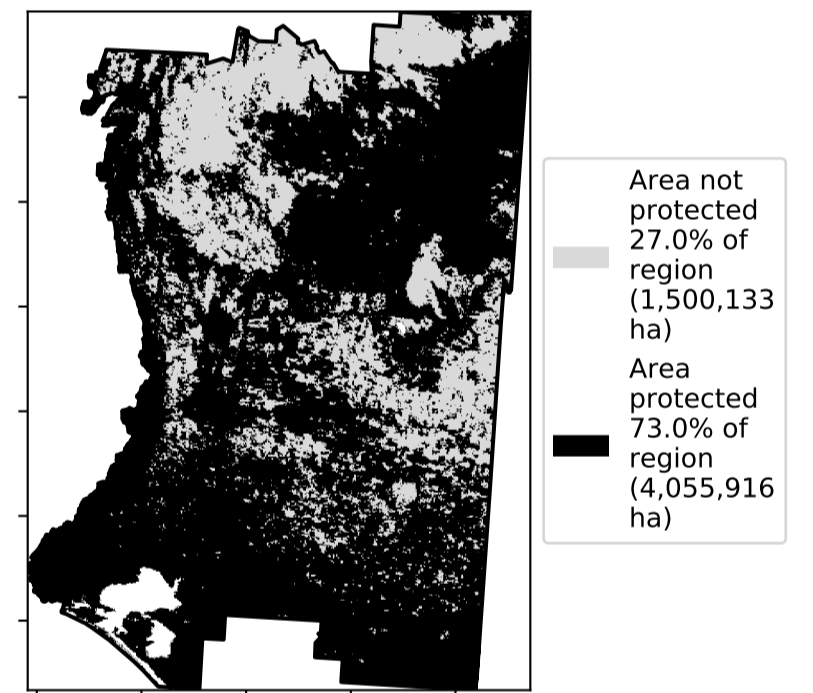 Area not
protected
27.0% of
region
(1,500,133
ha)
Area
protected
73.0% of
region
(4,055,916
ha)